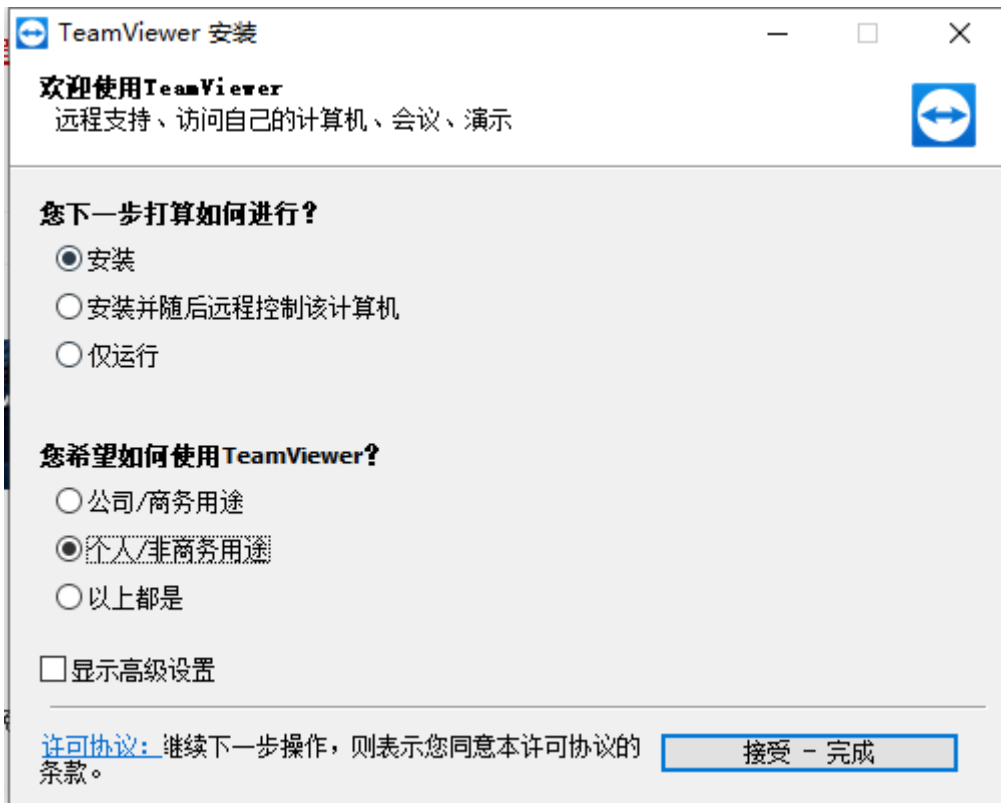 TeamViewer 安装
欢迎使用TeamViewer
远程支持、访问自己的计算机、会议、演示
您下一步打算如何进行?
安装
安装并随后远程控制该计算机
仅运行
您希望如何使用TeamViewer?
公司/商务用途
个人/非商务用途
以上都是
显示高级设置
许可协议：继续下一步操作，则表示您同意本许可协议的
条款。
接受 - 完成